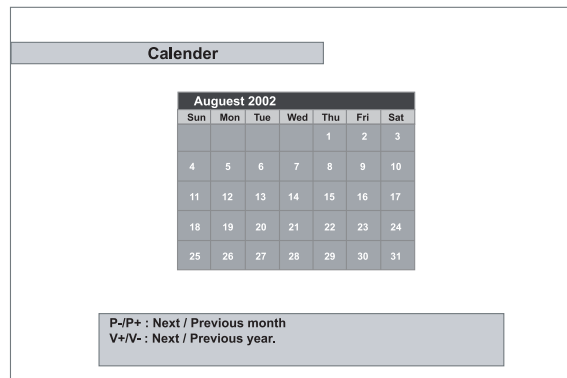 Calender
Auguest 2002
Sun Mon Tue Wed Thu Fri Sat
1 2 3
4 5 6 7 8 9 10
11 12 13 14 15 16 17
18 19 20 21 22 23 24
25 26 27 28 29 30 31
P-/P+ : Next / Previous month
V+/V- : Next / Previous year.